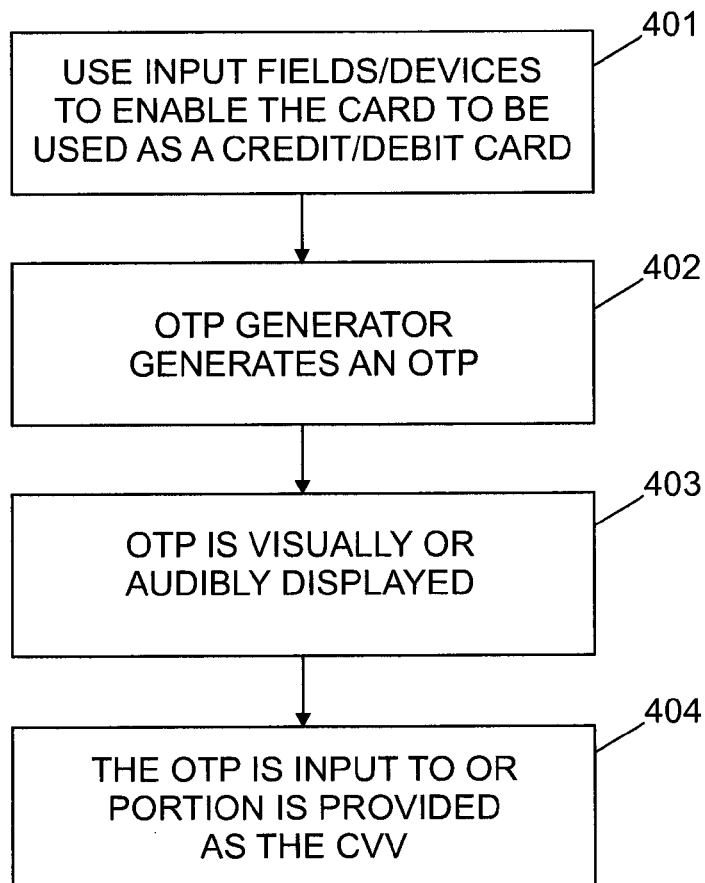 401
USE INPUT FIELDS/DEVICES
TO ENABLE THE CARD TO BE
USED AS A CREDIT/DEBIT CARD
402
OTP GENERATOR
GENERATES AN OTP
403
OTP IS VISUALLY OR
AUDIBLY DISPLAYED
404
THE OTP IS INPUT TO OR
PORTION IS PROVIDED
AS THE CVV